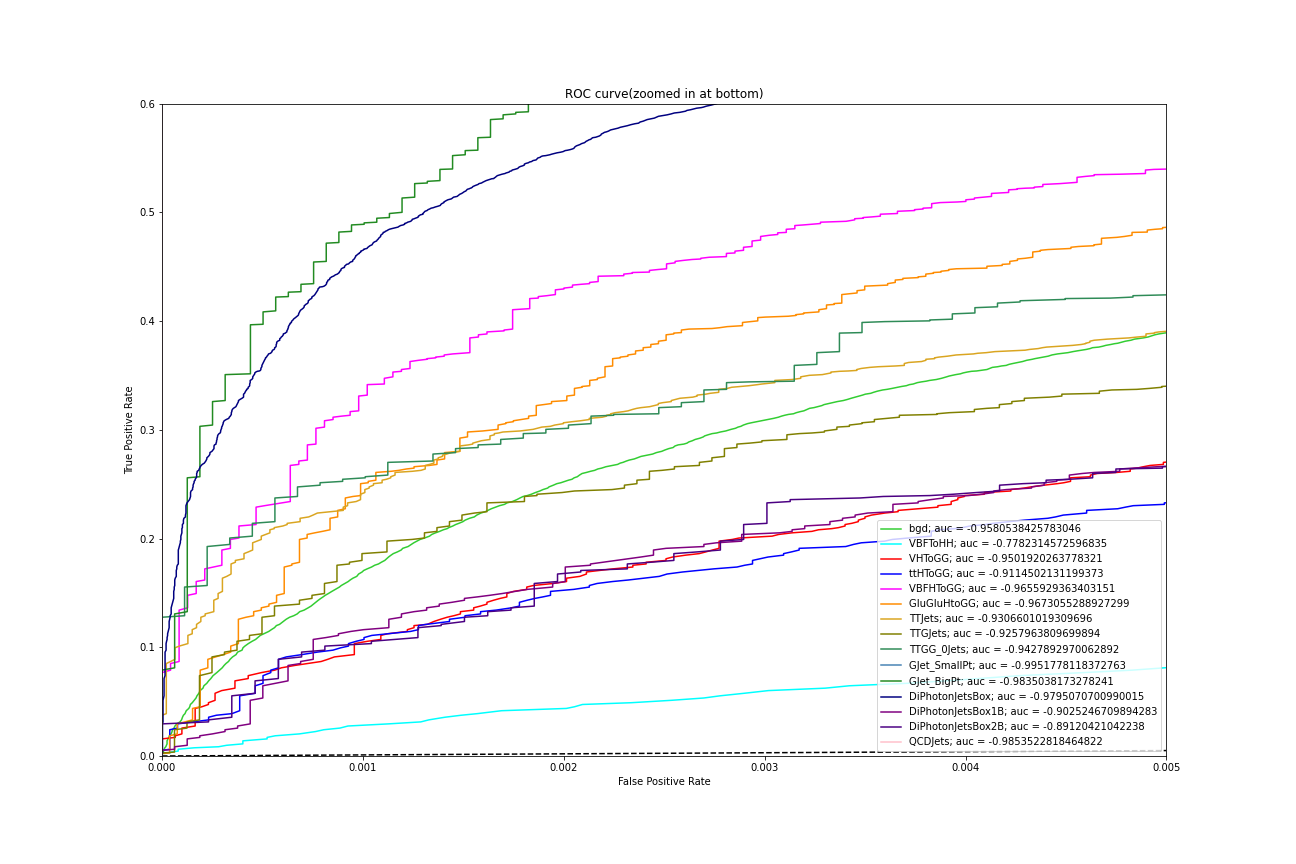 ROC curve(zoomed in at bottom)
0.6
0.5
0.4
0.3
0.2
0.1
0.0
True Positive Rate
bgd; auc = -0.9580538425783046
VBFToHH; auc = -0.7782314572596835
VHToGG; auc = -0.9501920263778321
ttHToGG; auc = -0.9114502131199373
VBFHToGG; auc = -0.965592936340​3151
GluGluHtoGG; auc = -0.9673055288927299
TTJets; auc = -0.9306601019309696
TTGJets; auc = -0.9257963809699894
TTGG_0Jets; auc = -0.9427892970062892
GJet_SmallPt; auc = -0.9951778118372763
GJet_BigPt; auc = -0.9835038173278241
DiPhotonJetsBox; auc = -0.9795070700990015
DiPhotonJetsBox1B; auc = -0.9025246709894283
DiPhotonJetsBox2B; auc = -0.89120421042238
QCDJets; auc = -0.9853522818464822
0.000
0.001
0.002
0.003
0.004
0.005
False Positive Rate